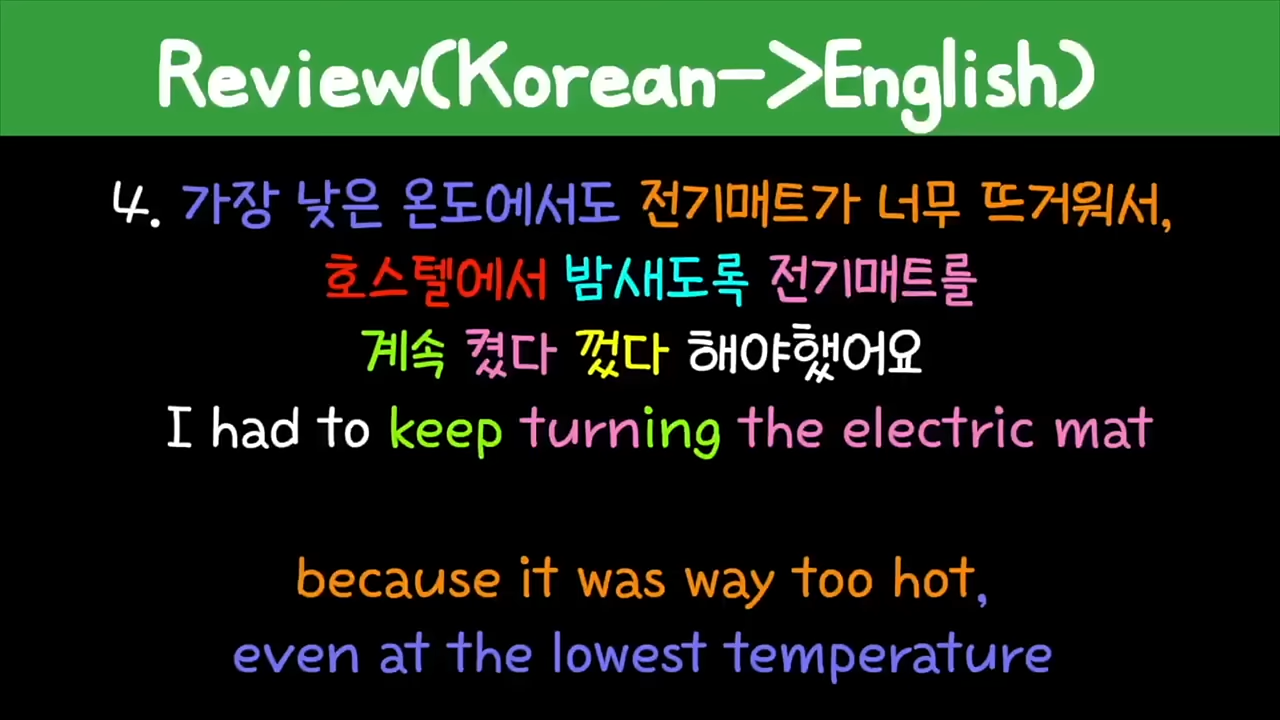 Review(Korean->English)
4. 가장 낮은 온도에서도 전기매트가 너무 뜨거워서,
호스텔에서 밤새도록 전기매트를
계속 켰다 껐다 해야했어요
I had to keep turning the electric mat
because it was way too hot,
even at the lowest temperature